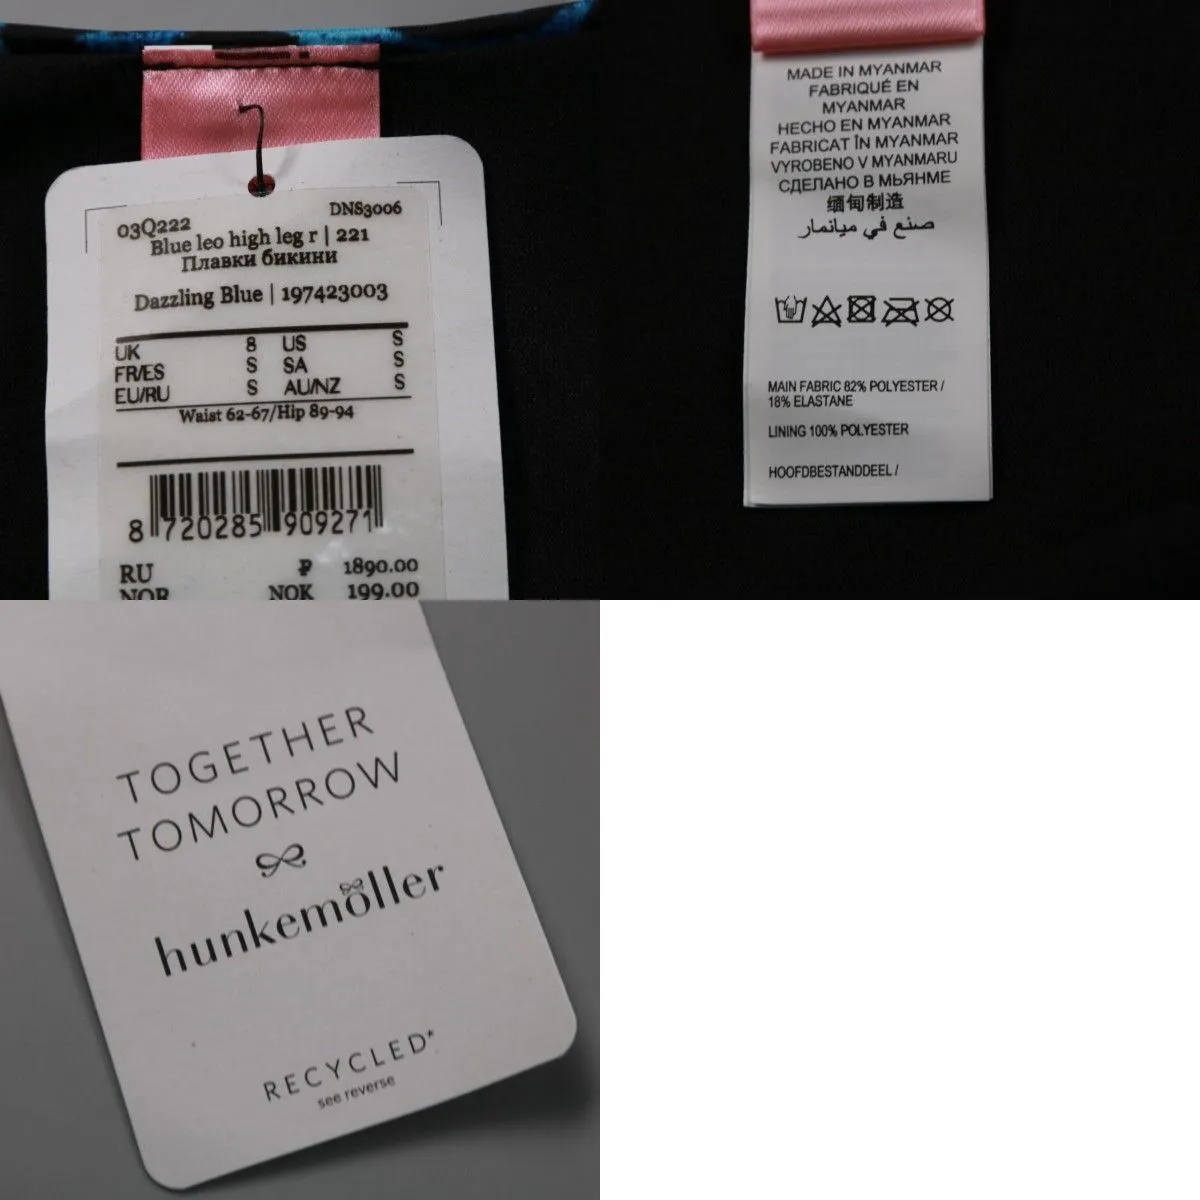 03Q222
DNS3006
Blue leo high leg r | 221
Плавки бикини
Dazzling Blue | 197423003
UK 8 US S
FR/ES S SA S
EU/RU S AU/NZ S
Waist 62-67/Hip 89-94
8 720285 909271
RU ₽ 1890.00
NOR NOK 199.00
MADE IN MYANMAR
FABRIQUÉ EN
MYANMAR
HECHO EN MYANMAR
FABRICAT ÎN MYANMAR
VYROBENO V MYANMARU
СДЕЛАНО В МЬЯНМЕ
缅甸制造
صنع في ميانمار
MAIN FABRIC 82% POLYESTER /
18% ELASTANE
LINING 100% POLYESTER
HOOFDBESTANDDEEL /
TOGETHER
TOMORROW
hunkemöller
RECYCLED*
see reverse